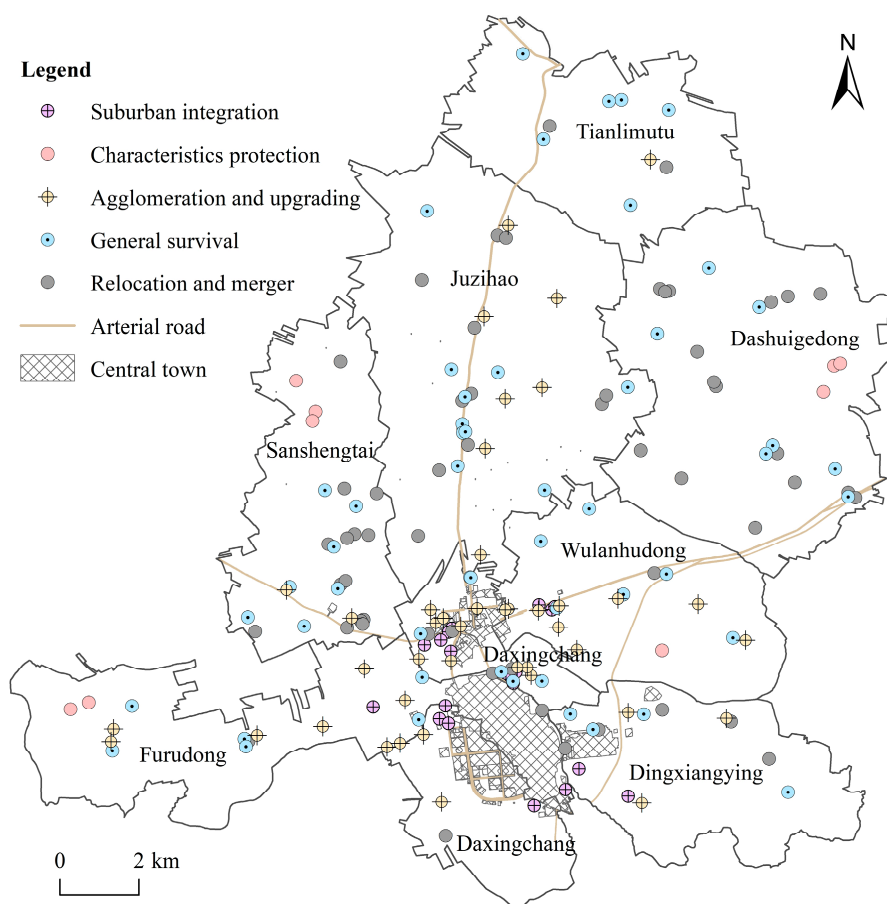 N
Legend
Suburban integration
Characteristics protection
Agglomeration and upgrading
General survival
Relocation and merger
Arterial road
Central town
Tianlimutu
Juzihao
Dashuigedong
Sanshengtai
Wulanhudong
Daxingchang
Furudong
Dingxiangying
Daxingchang
0 2 km